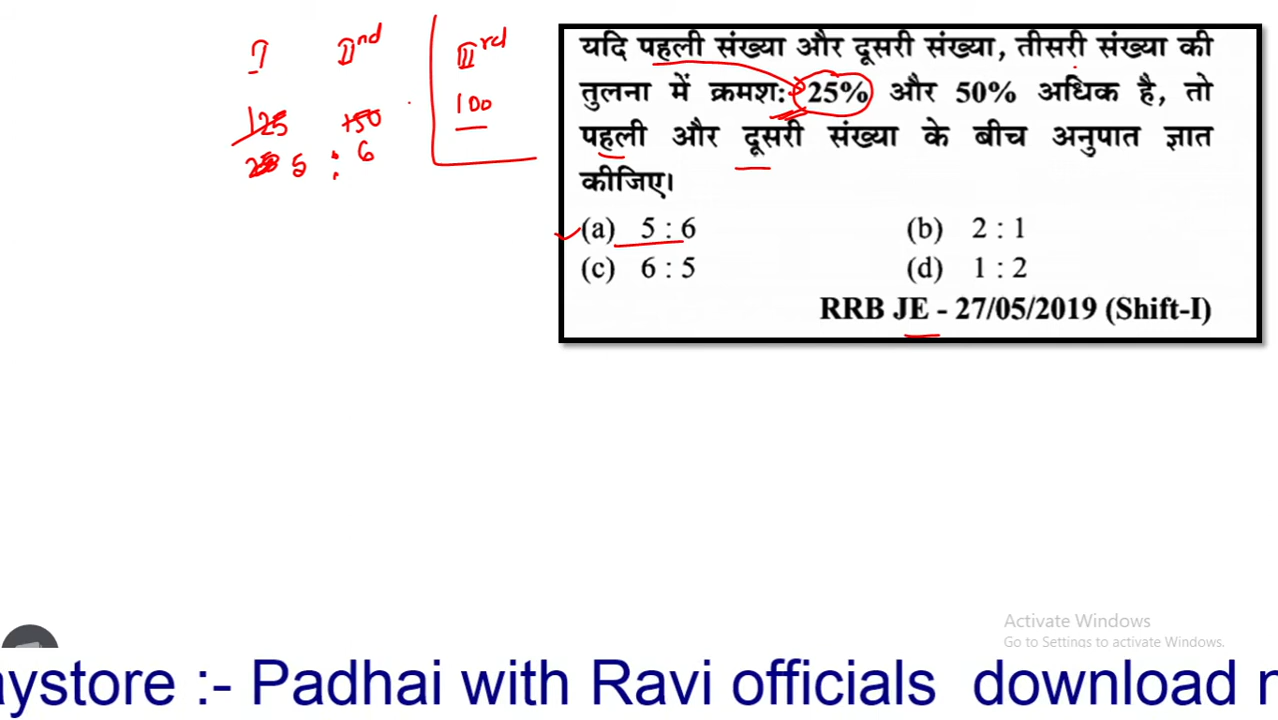 I IInd IIIrd
125 150 100
5 : 6
यदि पहली संख्या और दूसरी संख्या, तीसरी संख्या की
तुलना में क्रमश: 25% और 50% अधिक है, तो
पहली और दूसरी संख्या के बीच अनुपात ज्ञात
कीजिए।
(a) 5 : 6 (b) 2 : 1
(c) 6 : 5 (d) 1 : 2
RRB JE - 27/05/2019 (Shift-I)
Activate Windows
Go to Settings to activate Windows.
aystore :- Padhai with Ravi officials download n